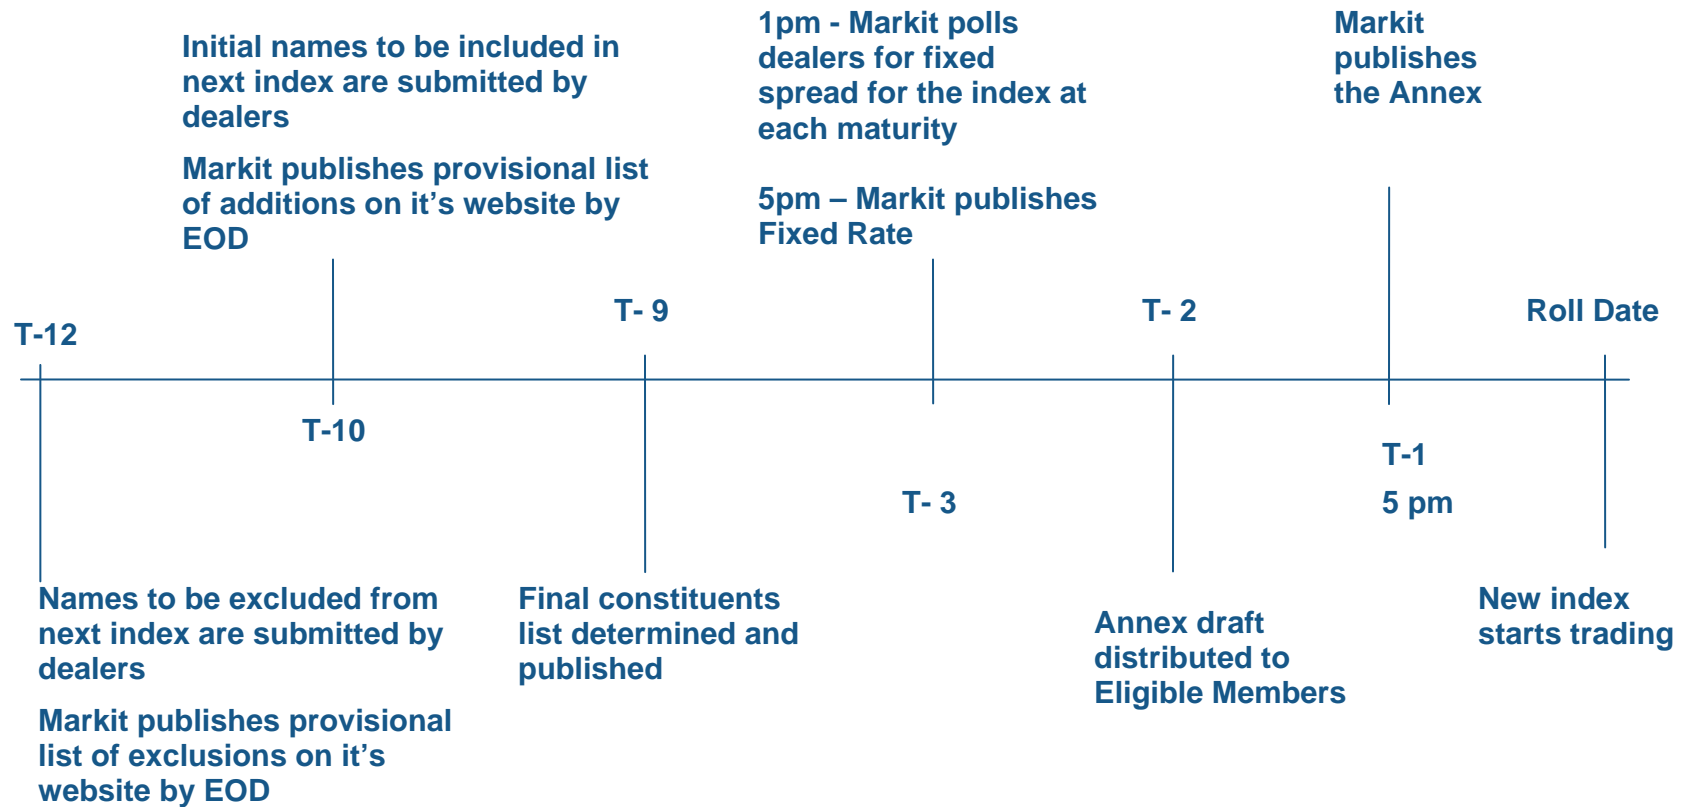 Initial names to be included in
next index are submitted by
dealers
Markit publishes provisional list
of additions on it's website by
EOD
1pm - Markit polls
dealers for fixed
spread for the index at
each maturity
5pm – Markit publishes
Fixed Rate
Markit
publishes
the Annex
T-12
T- 9
T- 2
Roll Date
T-10
T- 3
T-1
5 pm
Names to be excluded from
next index are submitted by
dealers
Markit publishes provisional
list of exclusions on it's
website by EOD
Final constituents
list determined and
published
Annex draft
distributed to
Eligible Members
New index
starts trading